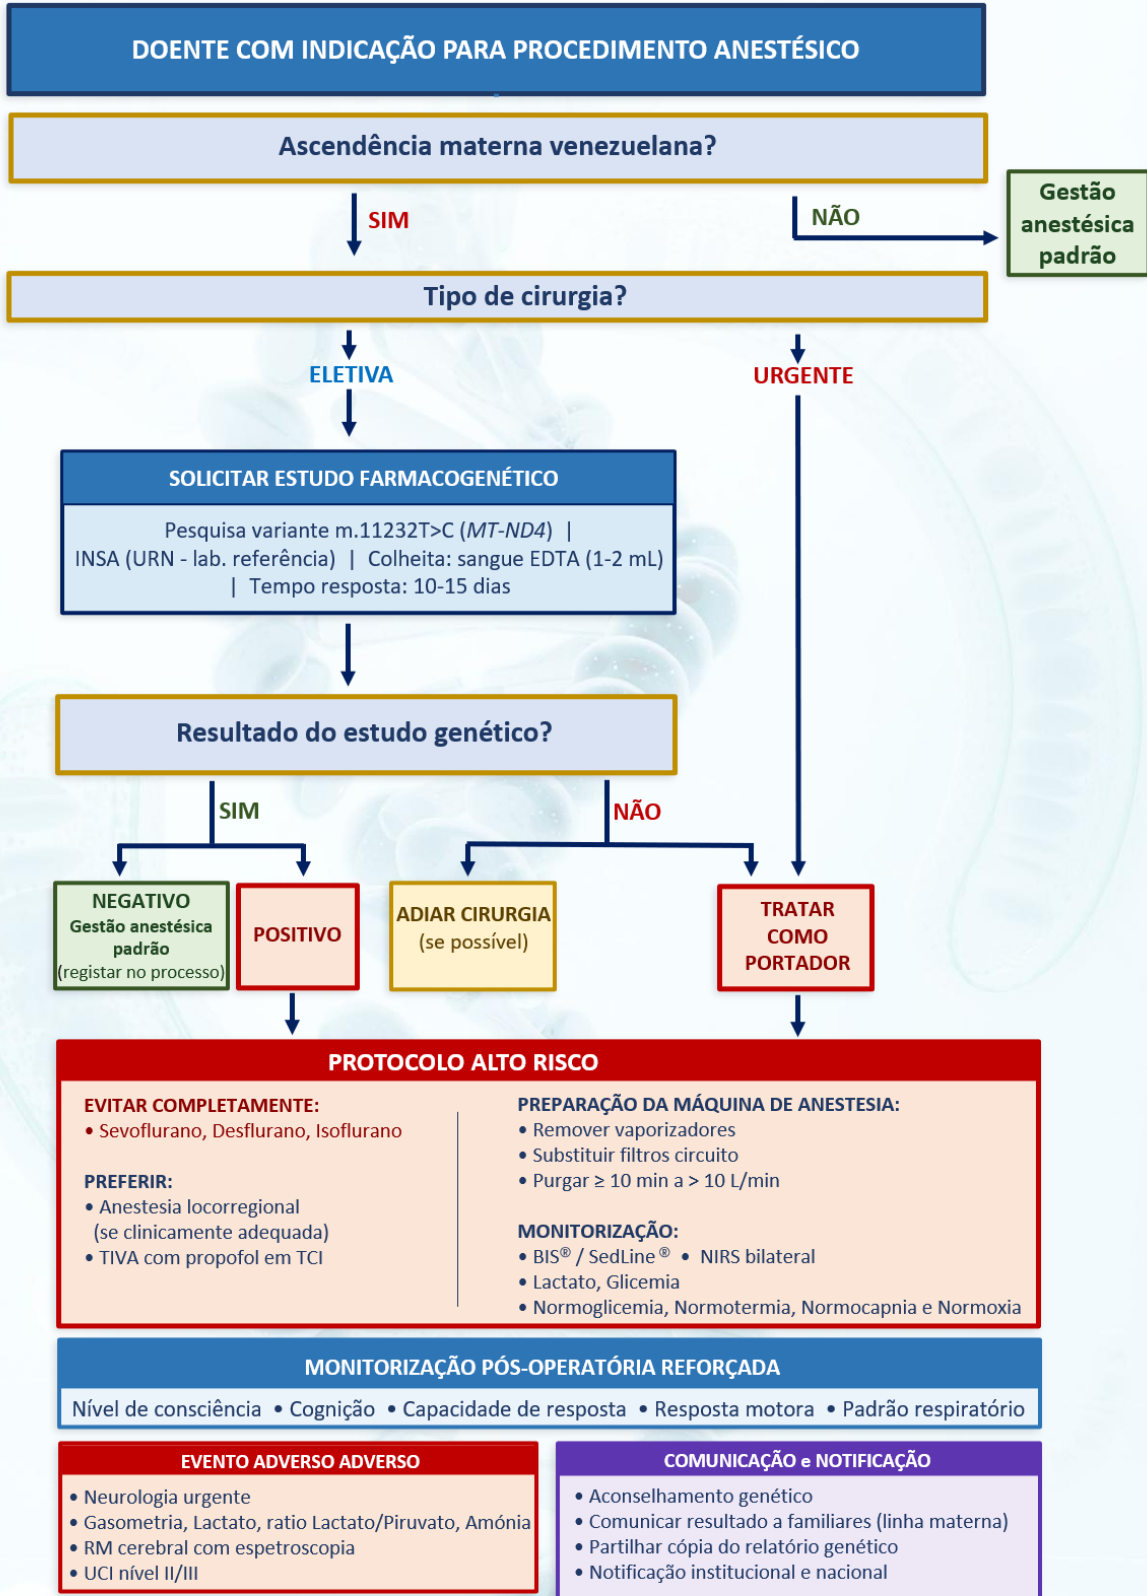 DOENTE COM INDICAÇÃO PARA PROCEDIMENTO ANESTÉSICO
Ascendência materna venezuelana?
SIM
NÃO
Gestão
anestésica
padrão
Tipo de cirurgia?
ELETIVA
URGENTE
SOLICITAR ESTUDO FARMACOGENÉTICO
Pesquisa variante m.11232T>C (MT-ND4) |
INSA (URN - lab. referência) | Colheita: sangue EDTA (1-2 mL)
| Tempo resposta: 10-15 dias
Resultado do estudo genético?
SIM
NÃO
NEGATIVO
Gestão anestésica
padrão
(registar no processo)
POSITIVO
ADIAR CIRURGIA
(se possível)
TRATAR
COMO
PORTADOR
PROTOCOLO ALTO RISCO
EVITAR COMPLETAMENTE:
• Sevoflurano, Desflurano, Isoflurano
PREFERIR:
• Anestesia locorregional
(se clinicamente adequada)
• TIVA com propofol em TCI
PREPARAÇÃO DA MÁQUINA DE ANESTESIA:
• Remover vaporizadores
• Substituir filtros circuito
• Purgar ≥ 10 min a > 10 L/min
MONITORIZAÇÃO:
• BIS® / SedLine ® • NIRS bilateral
• Lactato, Glicemia
• Normoglicemia, Normotermia, Normocapnia e Normoxia
MONITORIZAÇÃO PÓS-OPERATÓRIA REFORÇADA
Nível de consciência • Cognição • Capacidade de resposta • Resposta motora • Padrão respiratório
EVENTO ADVERSO ADVERSO
• Neurologia urgente
• Gasometria, Lactato, ratio Lactato/Piruvato, Amónia
• RM cerebral com espetroscopia
• UCI nível II/III
COMUNICAÇÃO e NOTIFICAÇÃO
• Aconselhamento genético
• Comunicar resultado a familiares (linha materna)
• Partilhar cópia do relatório genético
• Notificação institucional e nacional